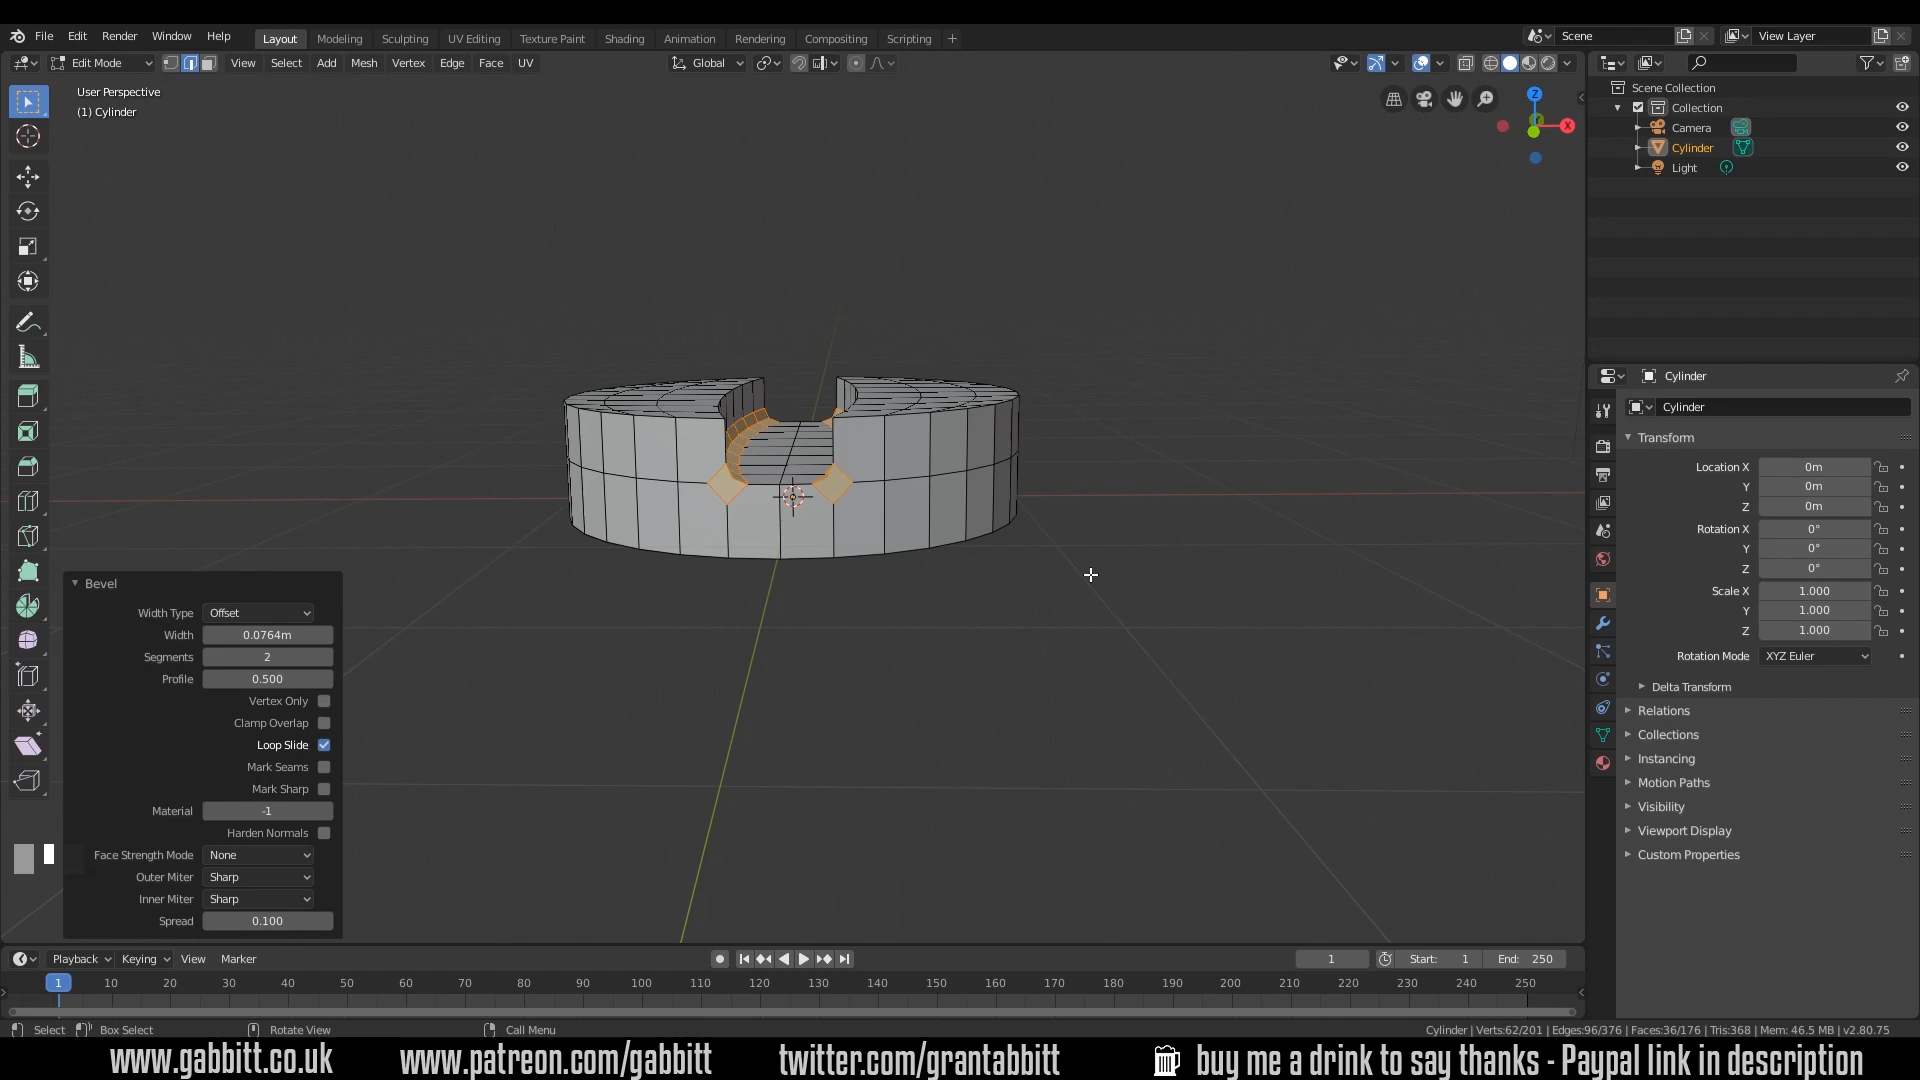 File Edit Render Window Help Layout Modeling Sculpting UV Editing Texture Paint Shading Animation Rendering Compositing Scripting + Scene View Layer
Edit Mode View Select Add Mesh Vertex Edge Face UV Global
User Perspective
(1) Cylinder
Z
X
Scene Collection
Collection
Camera
Cylinder
Light
Cylinder
Cylinder
Transform
Location X 0m
Y 0m
Z 0m
Rotation X 0°
Y 0°
Z 0°
Scale X 1.000
Y 1.000
Z 1.000
Rotation Mode XYZ Euler
Delta Transform
Relations
Collections
Instancing
Motion Paths
Visibility
Viewport Display
Custom Properties
Bevel
Width Type Offset
Width 0.0764m
Segments 2
Profile 0.500
Vertex Only
Clamp Overlap
Loop Slide
Mark Seams
Mark Sharp
Material -1
Harden Normals
Face Strength Mode None
Outer Miter Sharp
Inner Miter Sharp
Spread 0.100
Playback Keying View Marker 1 Start: 1 End: 250
1 10 20 30 40 50 60 70 80 90 100 110 120 130 140 150 160 170 180 190 200 210 220 230 240 250
Select Box Select Rotate View Call Menu Cylinder | Verts:62/201 | Edges:96/376 | Faces:36/176 | Tris:368 | Mem: 46.5 MB | v2.80.75
www.gabbitt.co.uk www.patreon.com/gabbitt twitter.com/grantabbitt buy me a drink to say thanks - Paypal link in description